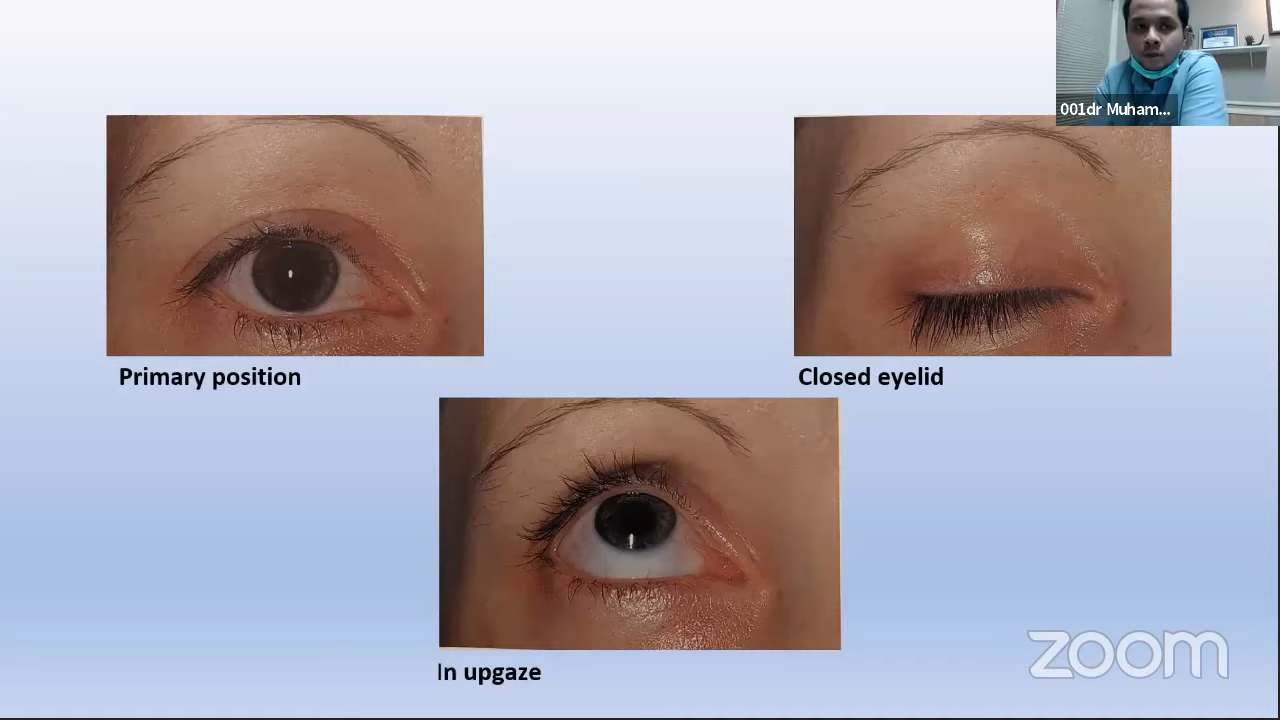 001dr Muham...
Primary position
Closed eyelid
In upgaze
zoom